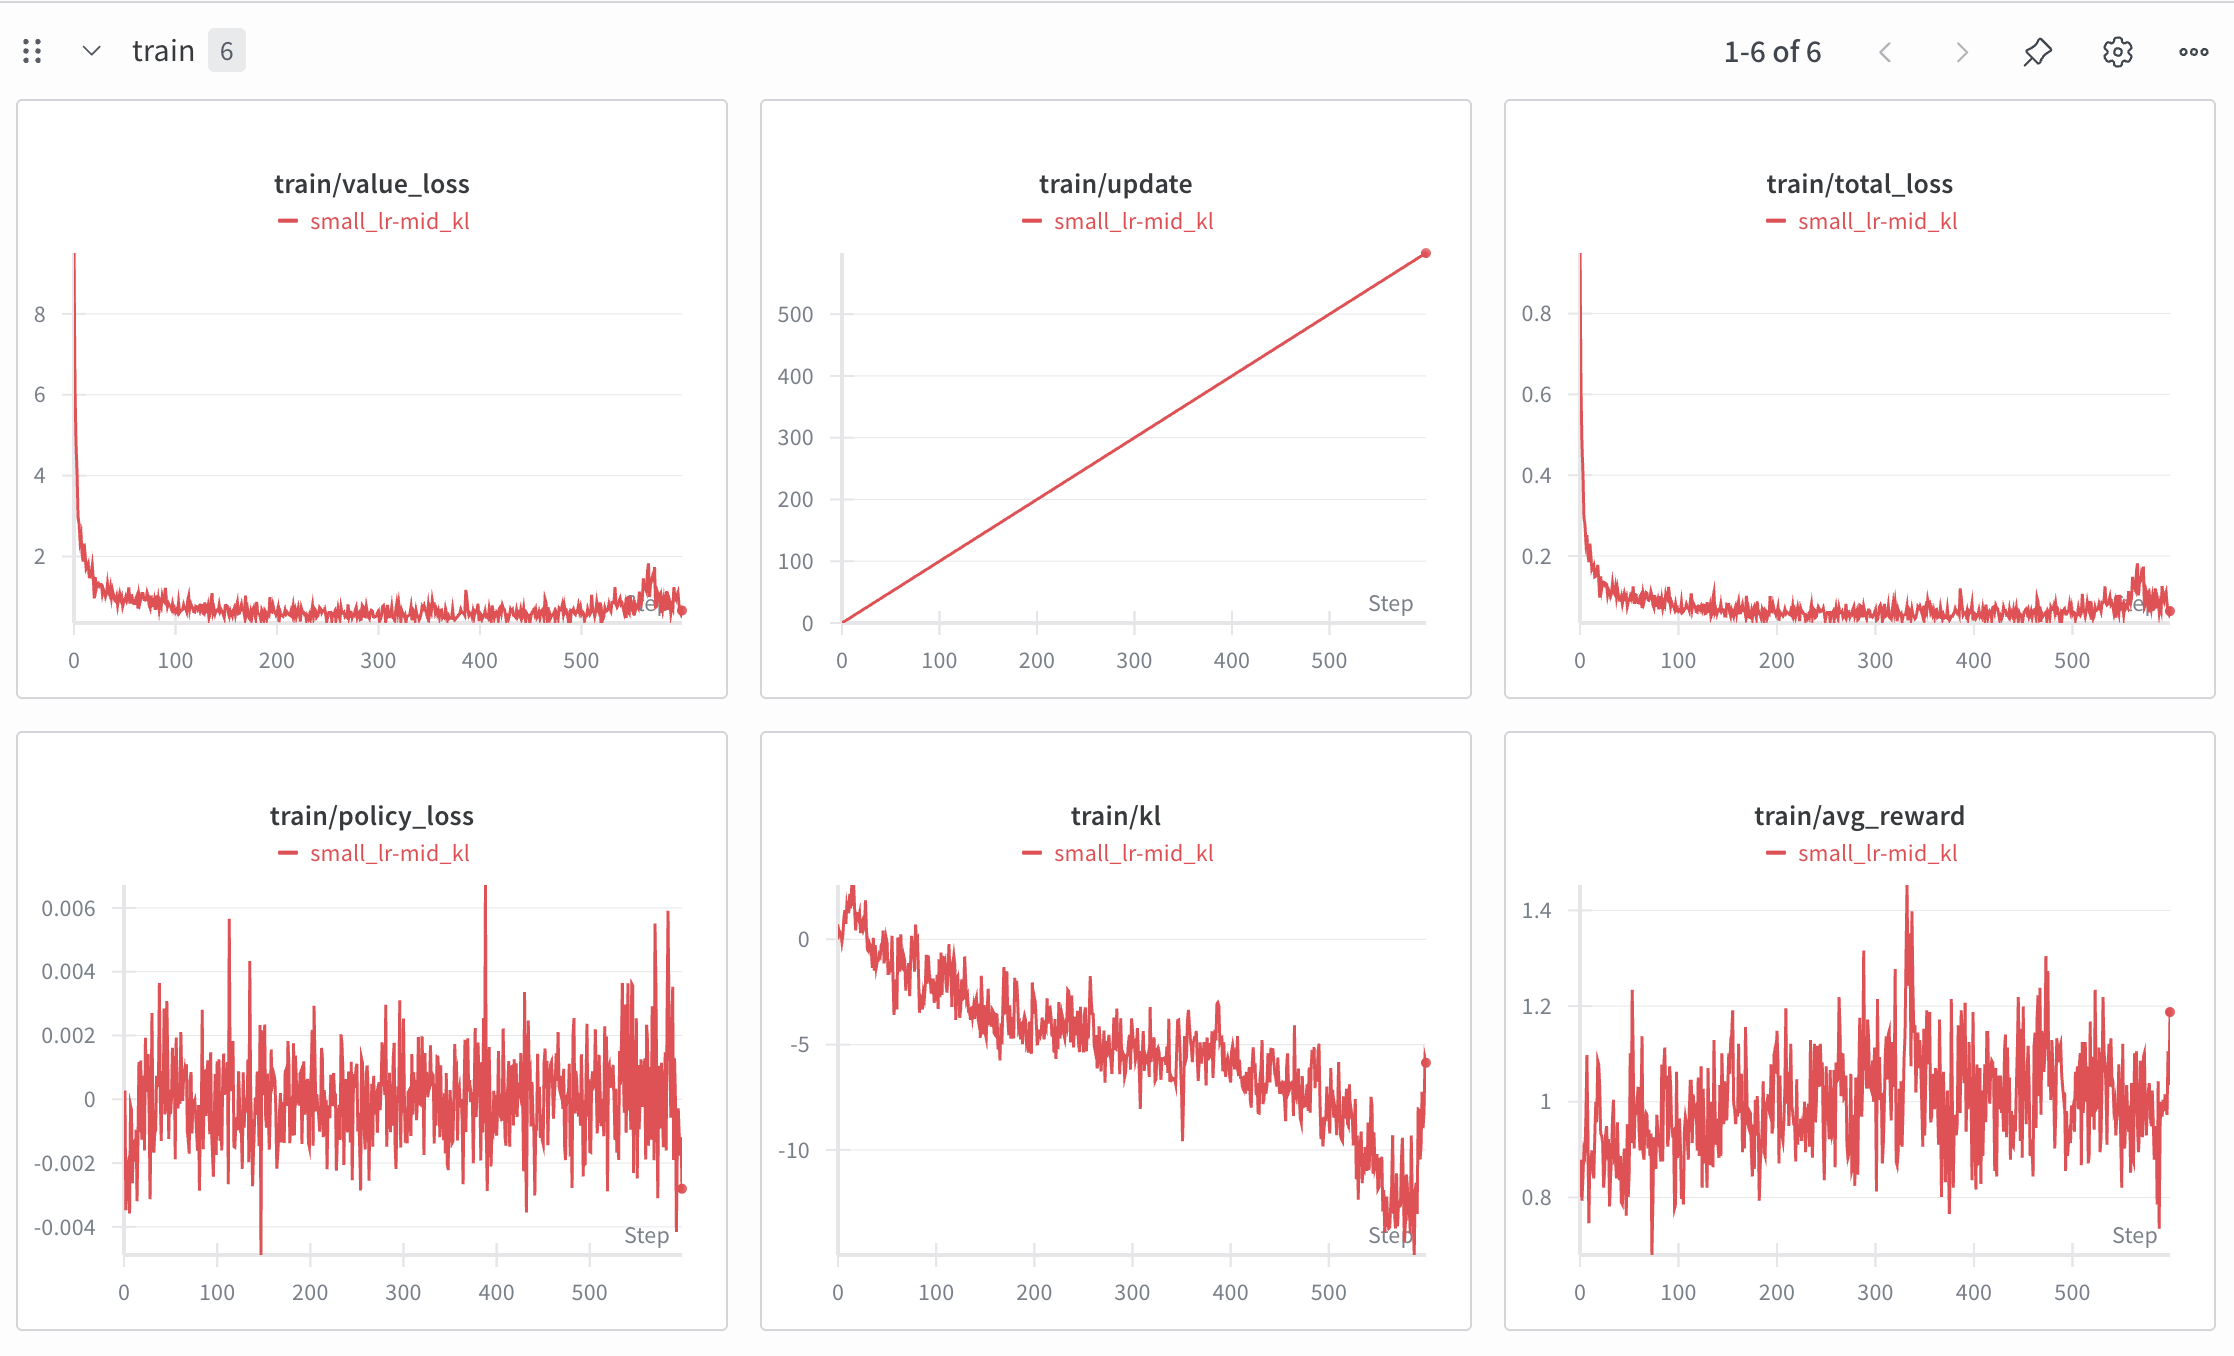 train 6
1-6 of 6
train/value_loss
small_lr-mid_kl
8
6
4
2
Step
0 100 200 300 400 500
train/update
small_lr-mid_kl
500
400
300
200
100
0
Step
0 100 200 300 400 500
train/total_loss
small_lr-mid_kl
0.8
0.6
0.4
0.2
Step
0 100 200 300 400 500
train/policy_loss
small_lr-mid_kl
0.006
0.004
0.002
0
-0.002
-0.004
Step
0 100 200 300 400 500
train/kl
small_lr-mid_kl
0
-5
-10
Step
0 100 200 300 400 500
train/avg_reward
small_lr-mid_kl
1.4
1.2
1
0.8
Step
0 100 200 300 400 500